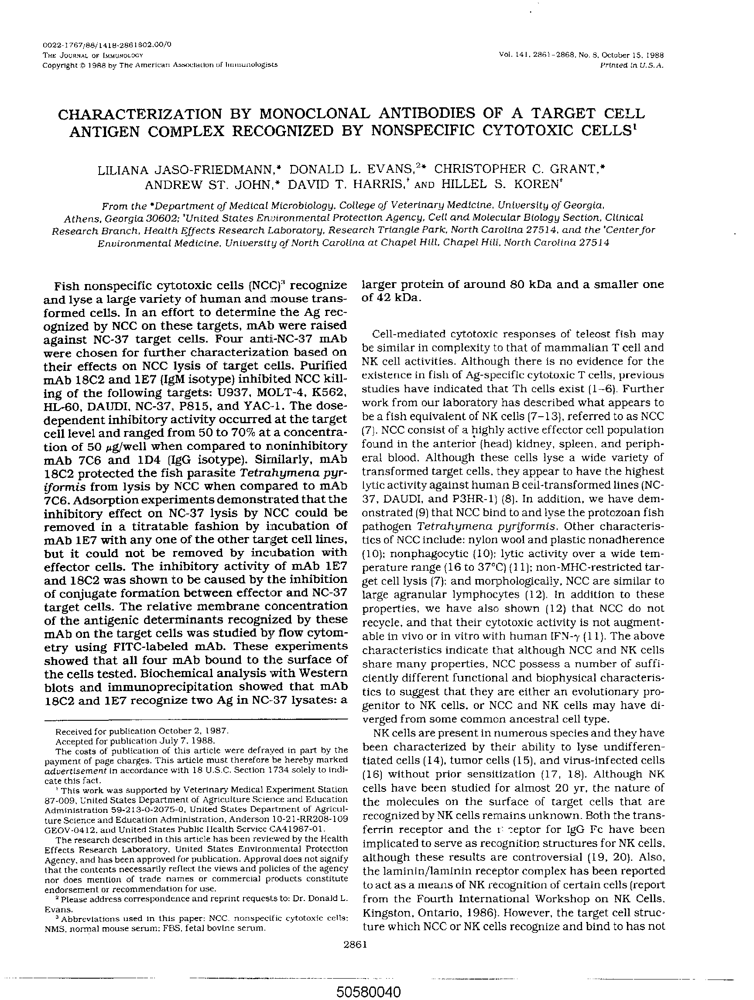 0022-1767/88/1418-2861$02.00/0
THE JOURNAL OF IMMUNOLOGY
Copyright © 1988 by The American Association of Immunologists
Vol. 141, 2861-2868, No. 8, October 15, 1988
Printed in U.S.A.
CHARACTERIZATION BY MONOCLONAL ANTIBODIES OF A TARGET CELL
ANTIGEN COMPLEX RECOGNIZED BY NONSPECIFIC CYTOTOXIC CELLS¹
LILIANA JASO-FRIEDMANN,* DONALD L. EVANS,²* CHRISTOPHER C. GRANT,*
ANDREW ST. JOHN,* DAVID T. HARRIS,† AND HILLEL S. KOREN‡
From the *Department of Medical Microbiology, College of Veterinary Medicine, University of Georgia,
Athens, Georgia 30602; †United States Environmental Protection Agency, Cell and Molecular Biology Section, Clinical
Research Branch, Health Effects Research Laboratory, Research Triangle Park, North Carolina 27514, and the ‡Center for
Environmental Medicine, University of North Carolina at Chapel Hill, Chapel Hill, North Carolina 27514
Fish nonspecific cytotoxic cells (NCC)³ recognize
and lyse a large variety of human and mouse trans-
formed cells. In an effort to determine the Ag rec-
ognized by NCC on these targets, mAb were raised
against NC-37 target cells. Four anti-NC-37 mAb
were chosen for further characterization based on
their effects on NCC lysis of target cells. Purified
mAb 18C2 and 1E7 (IgM isotype) inhibited NCC kill-
ing of the following targets: U937, MOLT-4, K562,
HL-60, DAUDI, NC-37, P815, and YAC-1. The dose-
dependent inhibitory activity occurred at the target
cell level and ranged from 50 to 70% at a concentra-
tion of 50 μg/well when compared to noninhibitory
mAb 7C6 and 1D4 (IgG isotype). Similarly, mAb
18C2 protected the fish parasite Tetrahymena pyr-
iformis from lysis by NCC when compared to mAb
7C6. Adsorption experiments demonstrated that the
inhibitory effect on NC-37 lysis by NCC could be
removed in a titratable fashion by incubation of
mAb 1E7 with any one of the other target cell lines,
but it could not be removed by incubation with
effector cells. The inhibitory activity of mAb 1E7
and 18C2 was shown to be caused by the inhibition
of conjugate formation between effector and NC-37
target cells. The relative membrane concentration
of the antigenic determinants recognized by these
mAb on the target cells was studied by flow cytom-
etry using FITC-labeled mAb. These experiments
showed that all four mAb bound to the surface of
the cells tested. Biochemical analysis with Western
blots and immunoprecipitation showed that mAb
18C2 and 1E7 recognize two Ag in NC-37 lysates: a
Received for publication October 2, 1987.
Accepted for publication July 7, 1988.
The costs of publication of this article were defrayed in part by the
payment of page charges. This article must therefore be hereby marked
advertisement in accordance with 18 U.S.C. Section 1734 solely to indi-
cate this fact.
¹ This work was supported by Veterinary Medical Experiment Station
87-009, United States Department of Agriculture Science and Education
Administration 59-213-0-2075-0, United States Department of Agricul-
ture Science and Education Administration, Anderson 10-21-RR208-109
GEOV-0412, and United States Public Health Service CA41987-01.
The research described in this article has been reviewed by the Health
Effects Research Laboratory, United States Environmental Protection
Agency, and has been approved for publication. Approval does not signify
that the contents necessarily reflect the views and policies of the agency
nor does mention of trade names or commercial products constitute
endorsement or recommendation for use.
² Please address correspondence and reprint requests to: Dr. Donald L.
Evans.
³ Abbreviations used in this paper: NCC, nonspecific cytotoxic cells;
NMS, normal mouse serum; FBS, fetal bovine serum.
larger protein of around 80 kDa and a smaller one
of 42 kDa.
Cell-mediated cytotoxic responses of teleost fish may
be similar in complexity to that of mammalian T cell and
NK cell activities. Although there is no evidence for the
existence in fish of Ag-specific cytotoxic T cells, previous
studies have indicated that Th cells exist (1–6). Further
work from our laboratory has described what appears to
be a fish equivalent of NK cells (7–13), referred to as NCC
(7). NCC consist of a highly active effector cell population
found in the anterior (head) kidney, spleen, and periph-
eral blood. Although these cells lyse a wide variety of
transformed target cells, they appear to have the highest
lytic activity against human B cell-transformed lines (NC-
37, DAUDI, and P3HR-1) (8). In addition, we have dem-
onstrated (9) that NCC bind to and lyse the protozoan fish
pathogen Tetrahymena pyriformis. Other characteris-
tics of NCC include: nylon wool and plastic nonadherence
(10); nonphagocytic (10); lytic activity over a wide tem-
perature range (16 to 37°C) (11); non-MHC-restricted tar-
get cell lysis (7); and morphologically, NCC are similar to
large agranular lymphocytes (12). In addition to these
properties, we have also shown (12) that NCC do not
recycle, and that their cytotoxic activity is not augment-
able in vivo or in vitro with human IFN-γ (11). The above
characteristics indicate that although NCC and NK cells
share many properties, NCC possess a number of suffi-
ciently different functional and biophysical characteris-
tics to suggest that they are either an evolutionary pro-
genitor to NK cells, or NCC and NK cells may have di-
verged from some common ancestral cell type.
NK cells are present in numerous species and they have
been characterized by their ability to lyse undifferen-
tiated cells (14), tumor cells (15), and virus-infected cells
(16) without prior sensitization (17, 18). Although NK
cells have been studied for almost 20 yr, the nature of
the molecules on the surface of target cells that are
recognized by NK cells remains unknown. Both the trans-
ferrin receptor and the r ceptor for IgG Fc have been
implicated to serve as recognition structures for NK cells,
although these results are controversial (19, 20). Also,
the laminin/laminin receptor complex has been reported
to act as a means of NK recognition of certain cells (report
from the Fourth International Workshop on NK Cells,
Kingston, Ontario, 1986). However, the target cell struc-
ture which NCC or NK cells recognize and bind to has not
2861
50580040